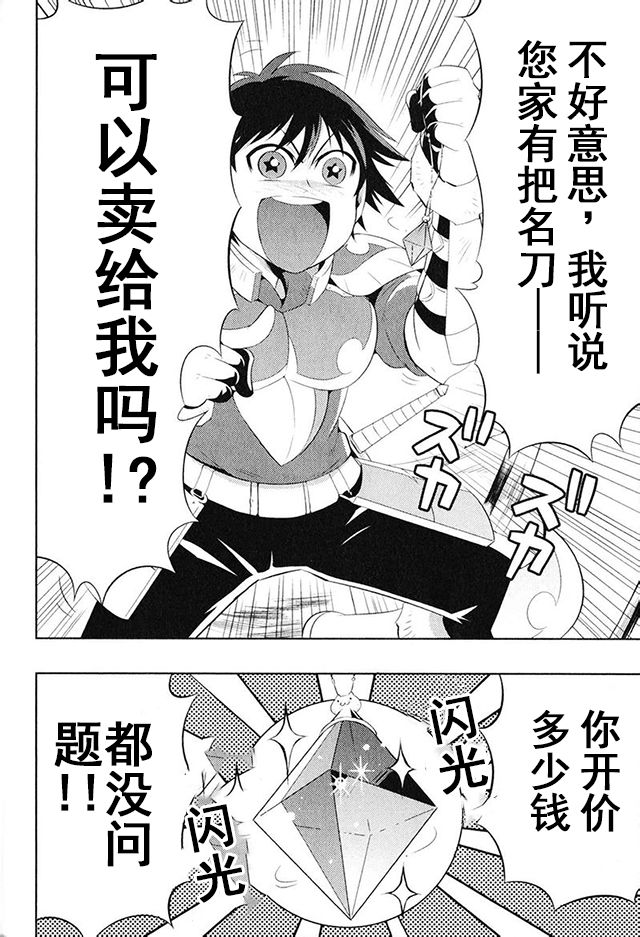 不好意思，我听说
您家有把名刀——
可以卖给我吗!?
ズカ
ズカ
你开价
多少钱
闪光
闪光
都没问
题!!